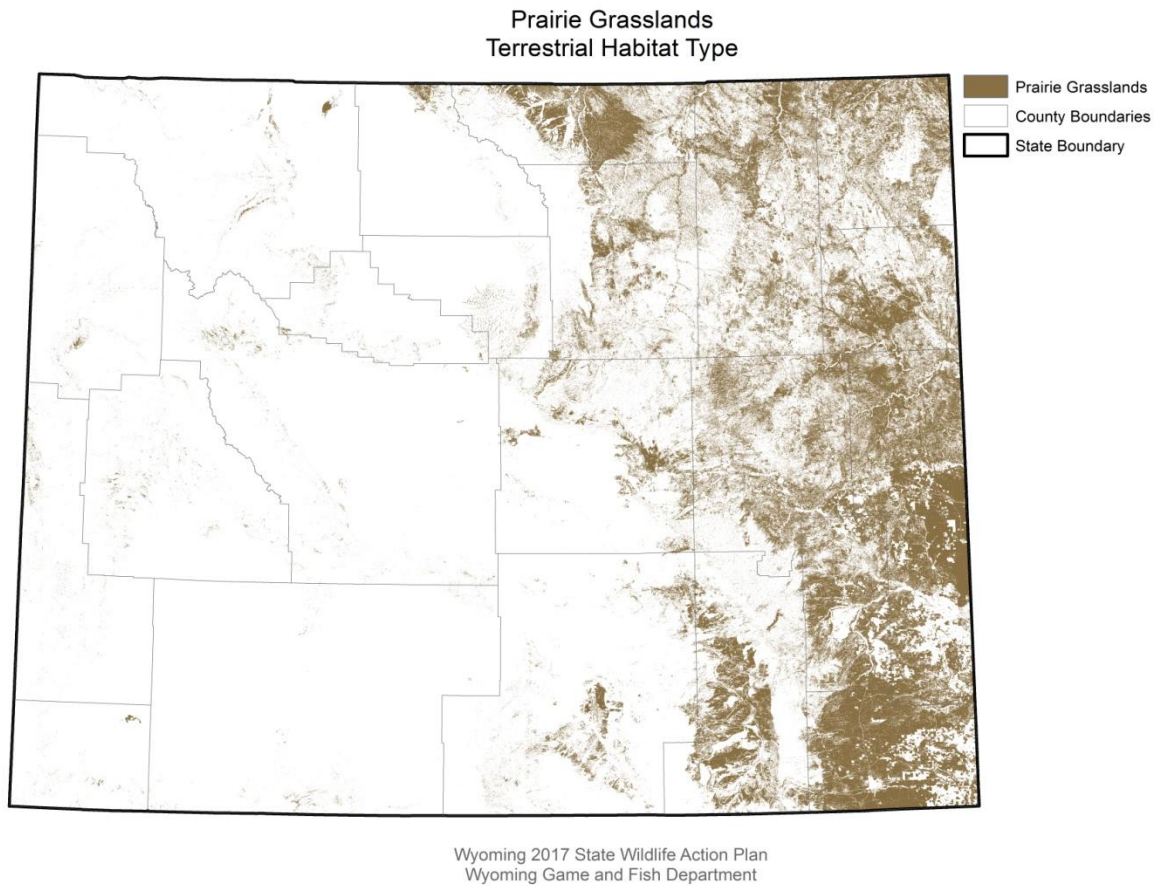 Prairie Grasslands
Terrestrial Habitat Type
Prairie Grasslands
County Boundaries
State Boundary
Wyoming 2017 State Wildlife Action Plan
Wyoming Game and Fish Department